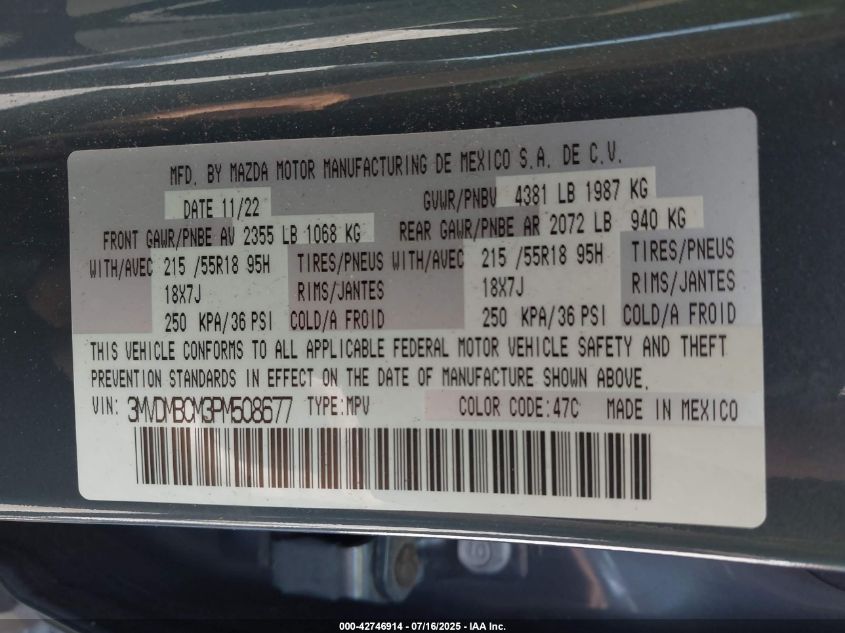 MFD. BY MAZDA MOTOR MANUFACTURING DE MEXICO S.A. DE C.V.
DATE 11/22 GVWR/PNBV 4381 LB 1987 KG
FRONT GAWR/PNBE AV 2355 LB 1068 KG REAR GAWR/PNBE AR 2072 LB 940 KG
WITH/AVEC 215 /55R18 95H TIRES/PNEUS WITH/AVEC 215 /55R18 95H TIRES/PNEUS
18X7J RIMS/JANTES 18X7J RIMS/JANTES
250 KPA/36 PSI COLD/A FROID 250 KPA/36 PSI COLD/A FROID
THIS VEHICLE CONFORMS TO ALL APPLICABLE FEDERAL MOTOR VEHICLE SAFETY AND THEFT
PREVENTION STANDARDS IN EFFECT ON THE DATE OF MANUFACTURE SHOWN ABOVE.
VIN: 3MVDMBCM3PM508677 TYPE:MPV COLOR CODE:47C MADE IN MEXICO
000-42746914 - 07/16/2025 - IAA Inc.